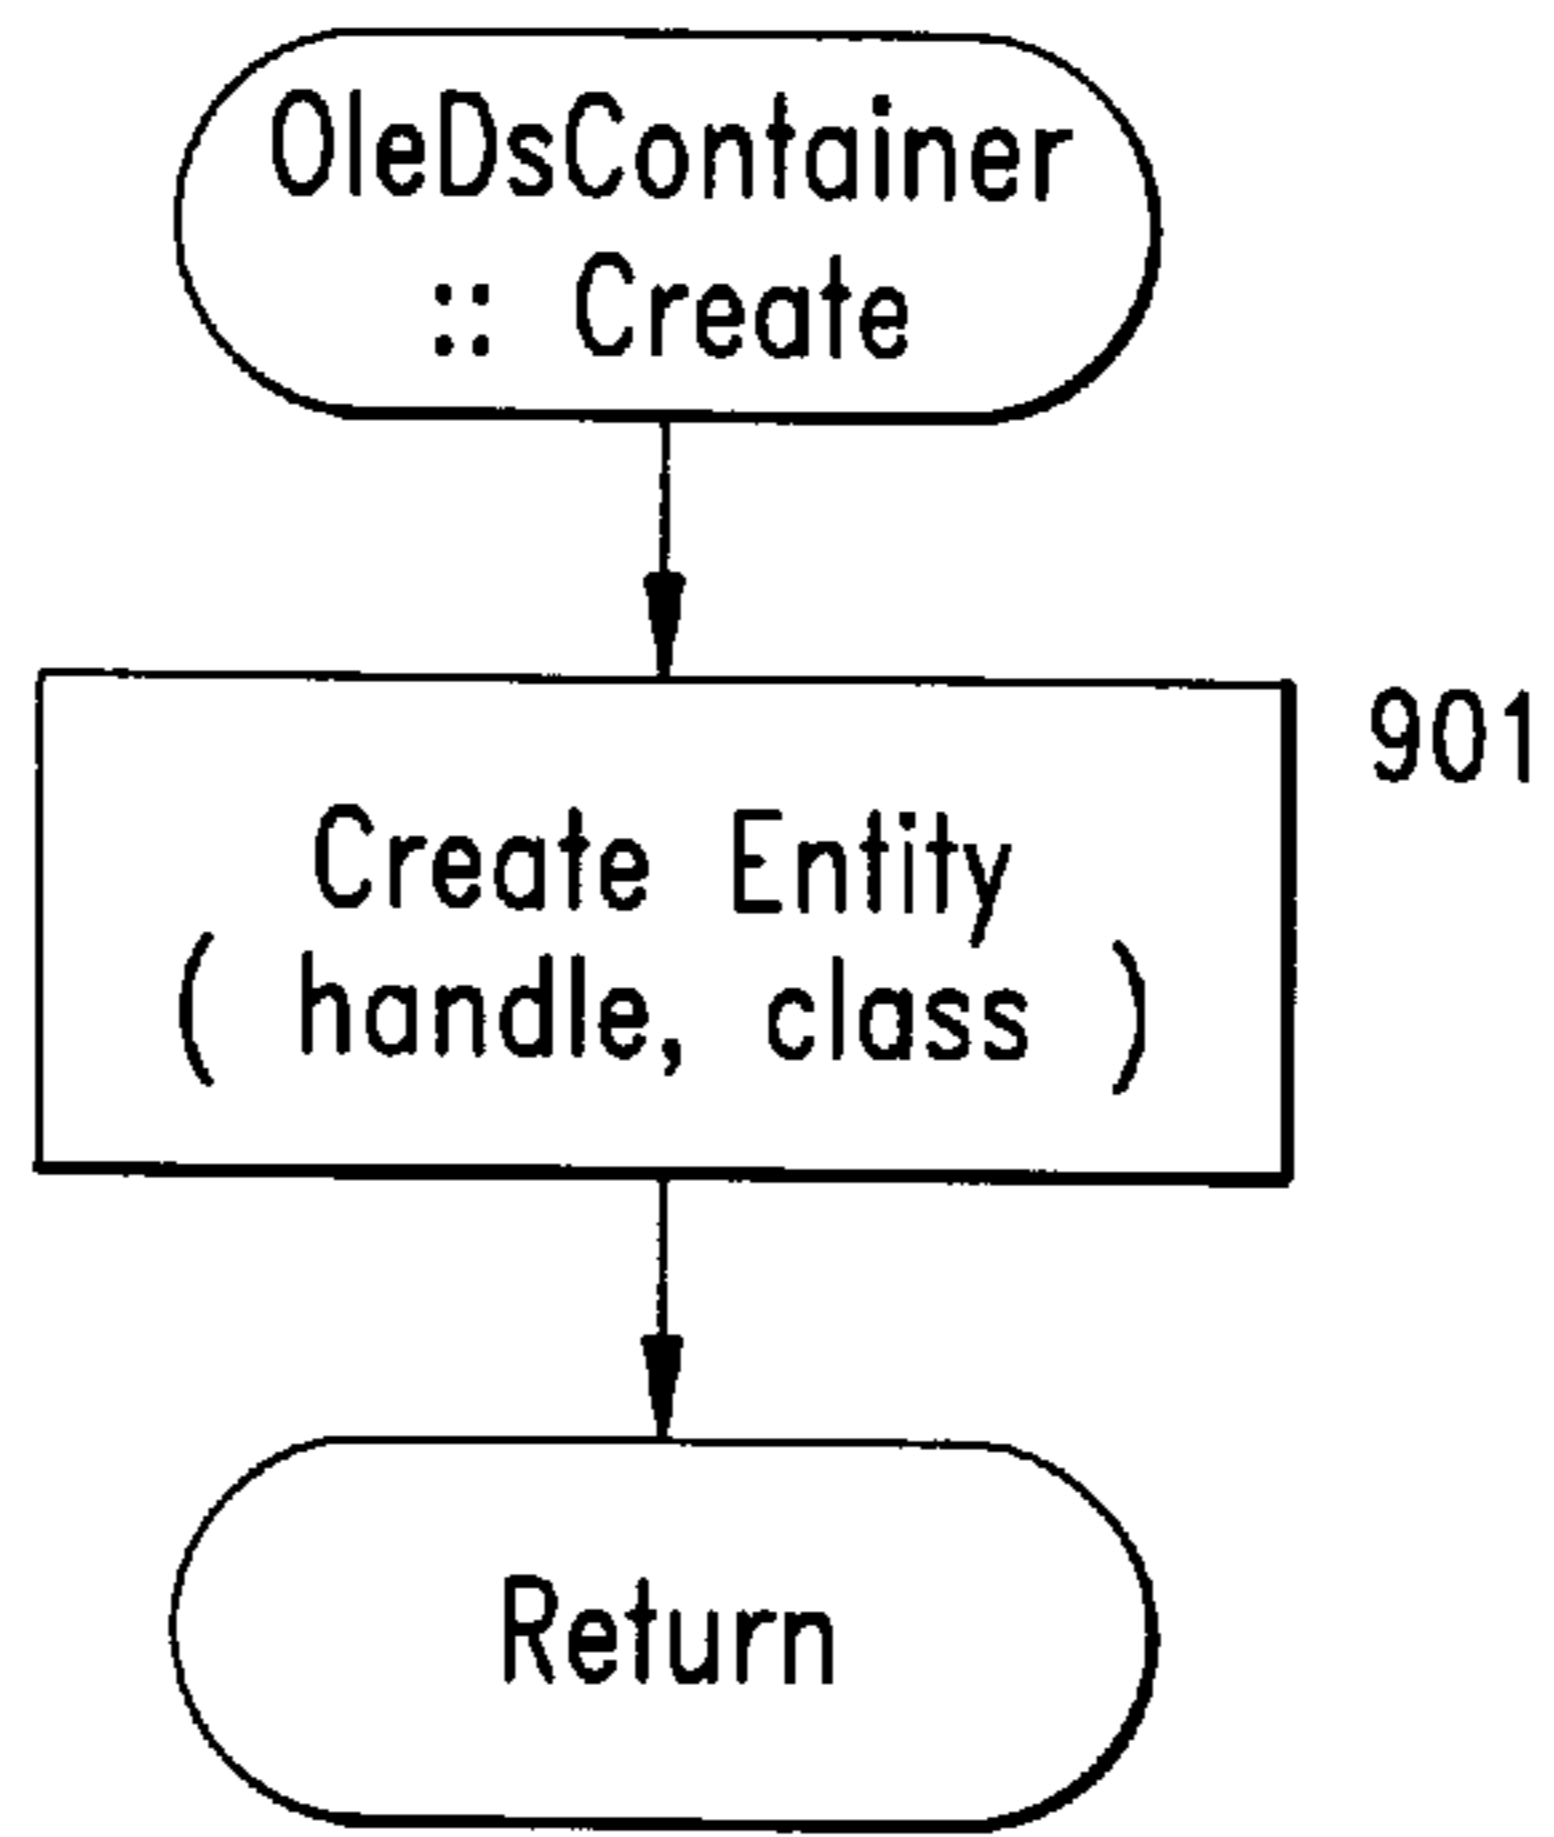 OleDsContainer
:: Create
901
Create Entity
( handle, class )
Return